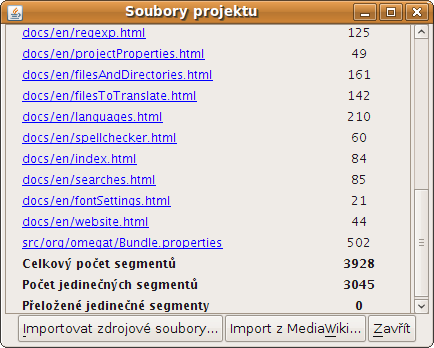 Soubory projektu
docs/en/regexp.html 125
docs/en/projectProperties.html 49
docs/en/filesAndDirectories.html 161
docs/en/filesToTranslate.html 142
docs/en/languages.html 210
docs/en/spellchecker.html 60
docs/en/index.html 84
docs/en/searches.html 85
docs/en/fontSettings.html 21
docs/en/website.html 44
src/org/omegat/Bundle.properties 502
Celkový počet segmentů 3928
Počet jedinečných segmentů 3045
Přeložené jedinečné segmenty 0
Importovat zdrojové soubory... Import z MediaWiki... Zavřít